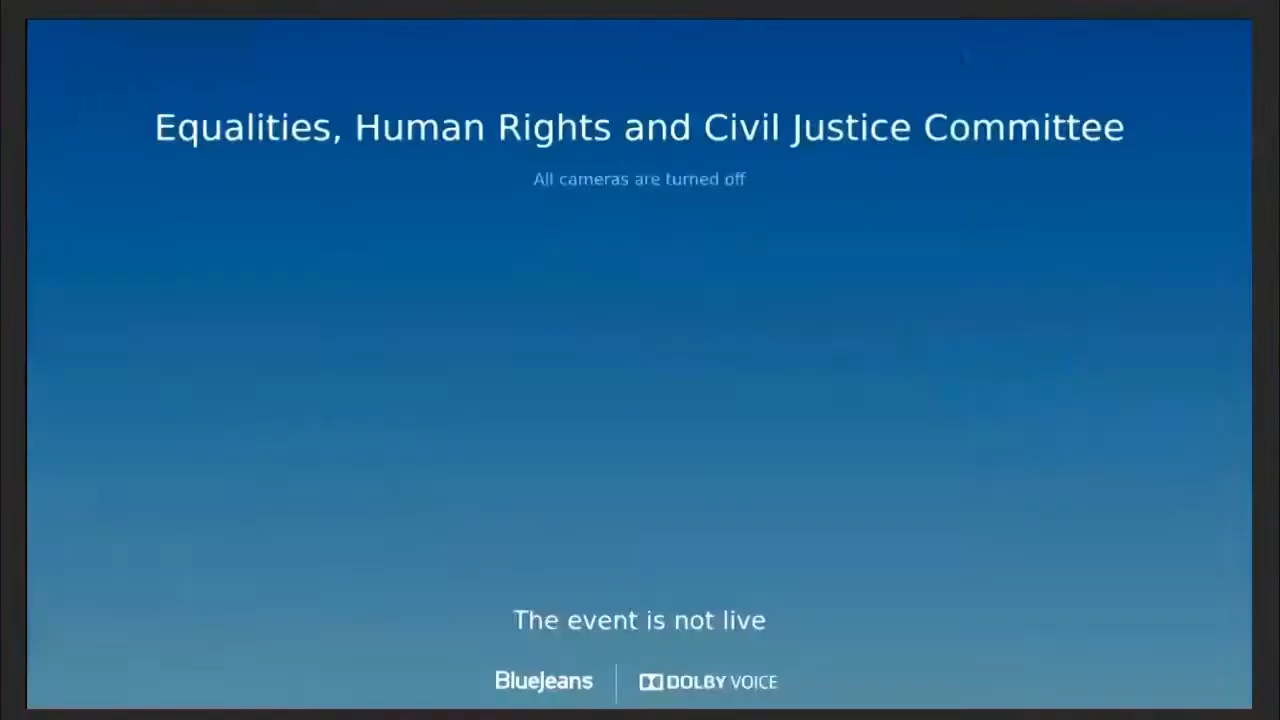 Equalities, Human Rights and Civil Justice Committee
All cameras are turned off
The event is not live
BlueJeans DOLBY VOICE